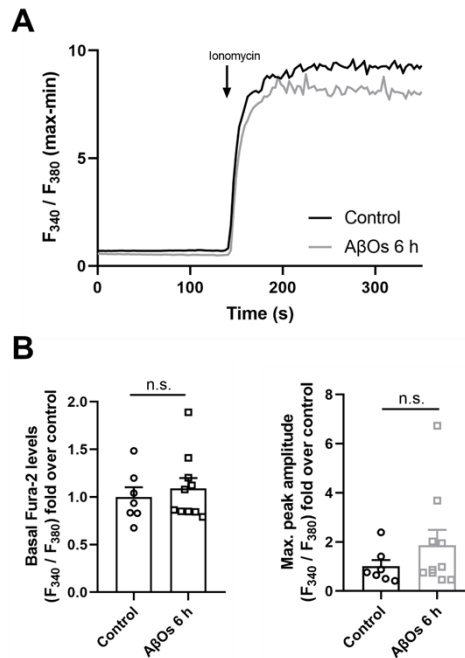 A
Ionomycin
F340 / F380 (max-min)
10
5
0
Control
AβOs 6 h
0
100
200
300
Time (s)
B
n.s.
Basal Fura-2 levels
(F340 / F380) fold over control
2.0
1.5
1.0
0.5
0.0
Control
AβOs 6 h
n.s.
Max. peak amplitude
(F340 / F380) fold over control
8
6
4
2
0
Control
AβOs 6 h